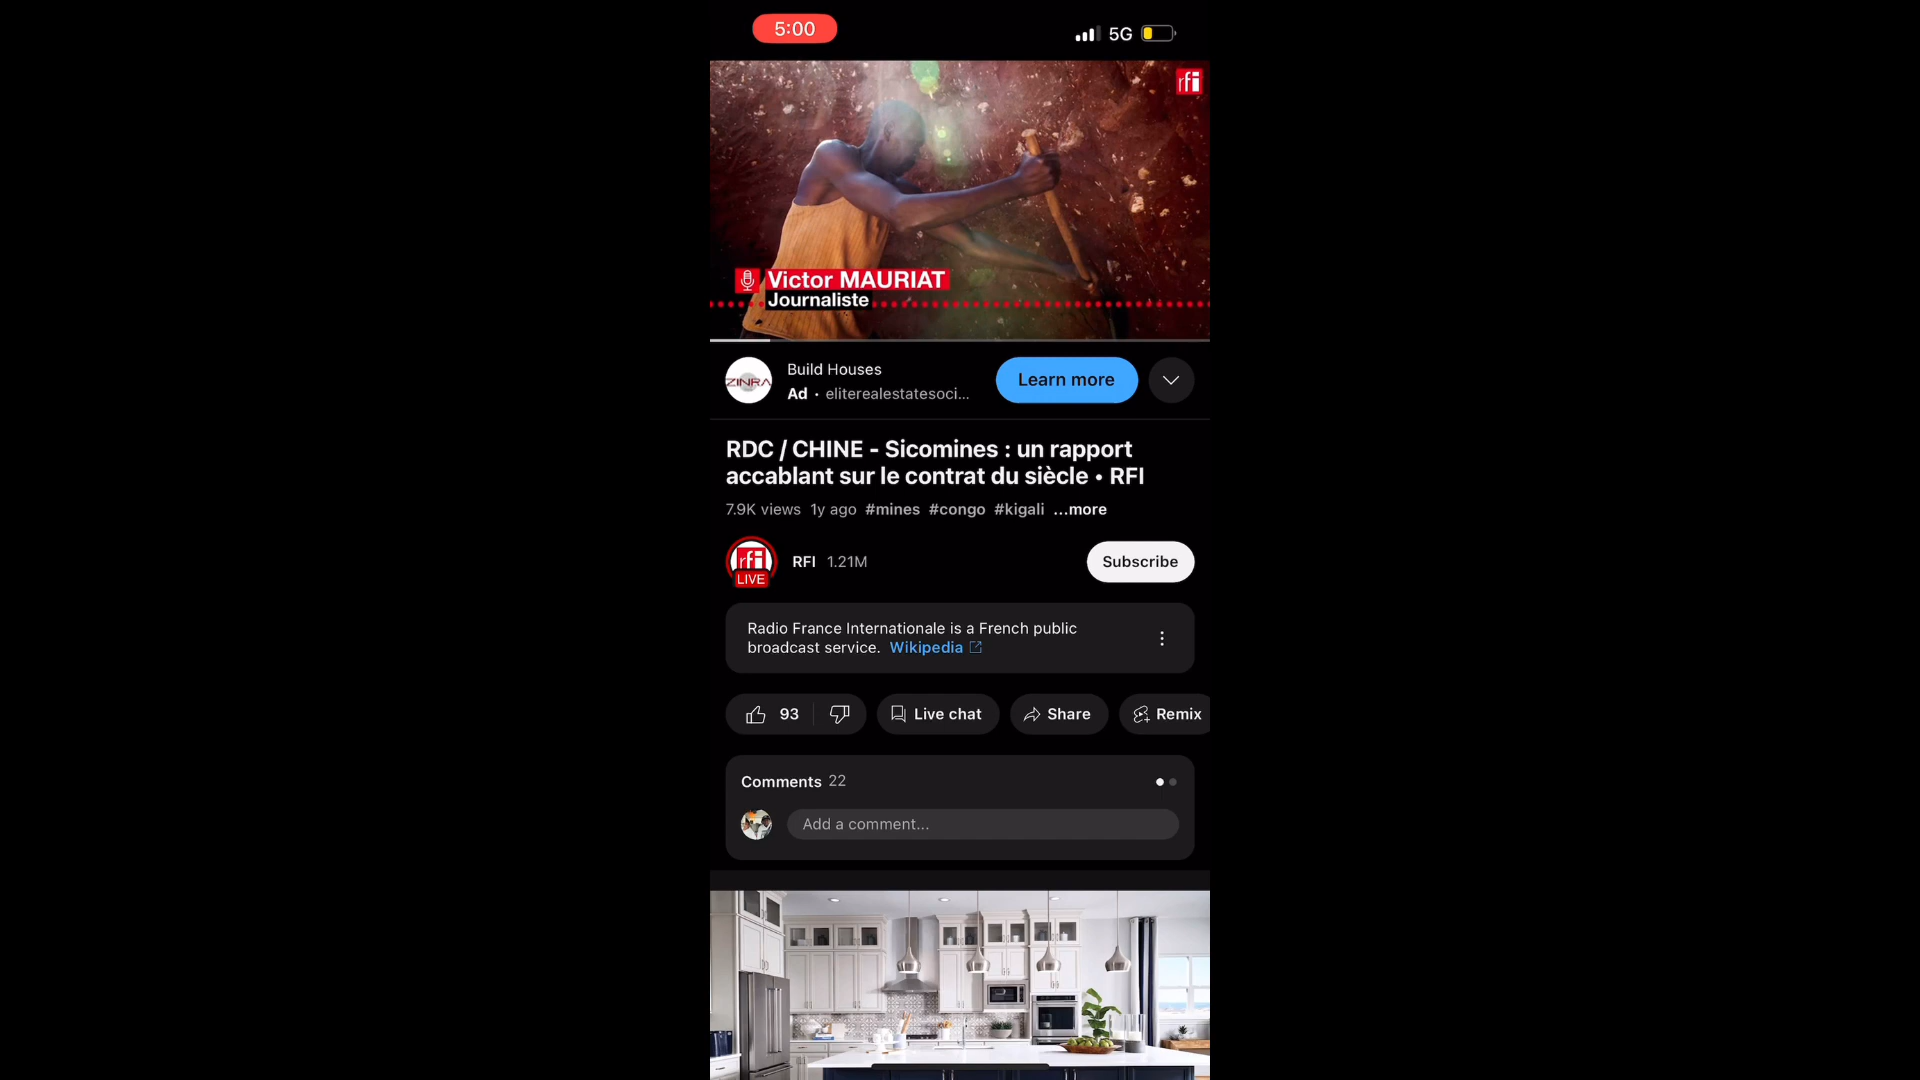 5:00
5G
rfi
Victor MAURIAT
Journaliste
ZINRA
Build Houses
Ad · eliterealestatesoci...
Learn more
RDC / CHINE - Sicomines : un rapport
accablant sur le contrat du siècle • RFI
7.9K views 1y ago #mines #congo #kigali ...more
rfi
LIVE
RFI 1.21M
Subscribe
Radio France Internationale is a French public
broadcast service. Wikipedia
93
Live chat
Share
Remix
Comments 22
Add a comment...